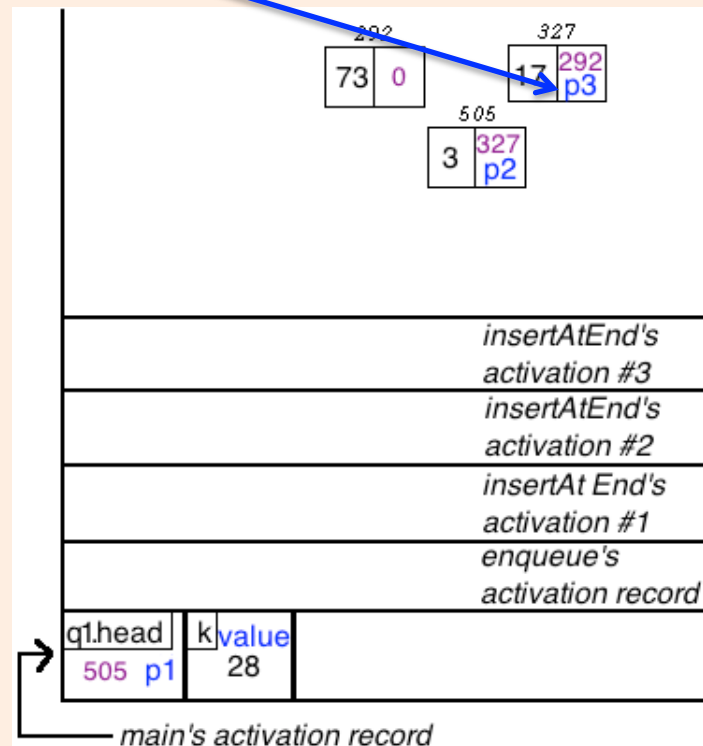 292
327
73 0
17 292
p3
505
3 327
p2
insertAtEnd's
activation #3
insertAtEnd's
activation #2
insertAt End's
activation #1
enqueue's
activation record
q1.head k value
505 p1 28
main's activation record